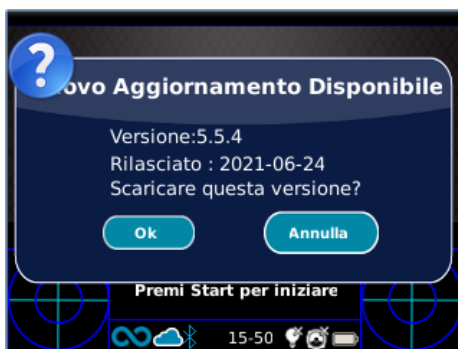 ovo Aggiornamento Disponibile
Versione:5.5.4
Rilasciato : 2021-06-24
Scaricare questa versione?
Ok Annulla
Premi Start per iniziare
15-50